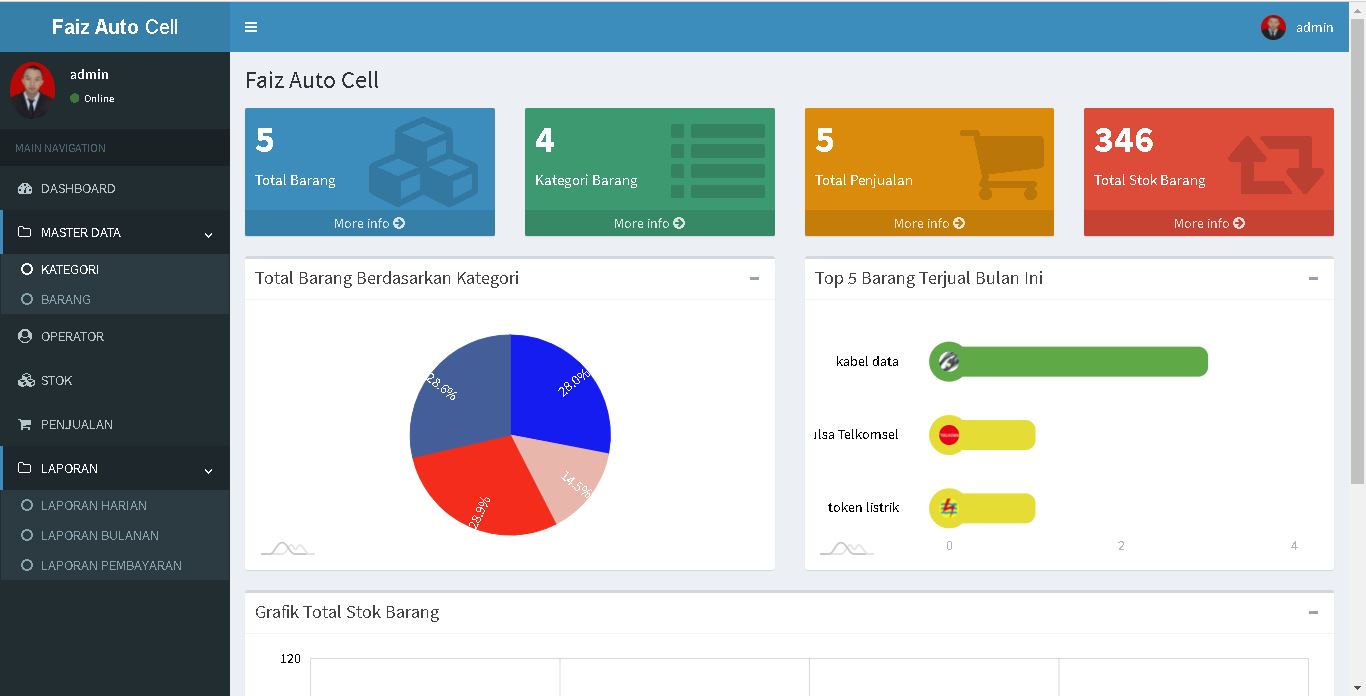 Faiz Auto Cell
admin
admin
Online
MAIN NAVIGATION
DASHBOARD
MASTER DATA
KATEGORI
BARANG
OPERATOR
STOK
PENJUALAN
LAPORAN
LAPORAN HARIAN
LAPORAN BULANAN
LAPORAN PEMBAYARAN
Faiz Auto Cell
5
Total Barang
More info
4
Kategori Barang
More info
5
Total Penjualan
More info
346
Total Stok Barang
More info
Total Barang Berdasarkan Kategori
28.6%
28.0%
14.5%
28.9%
Top 5 Barang Terjual Bulan Ini
kabel data
ulsa Telkomsel
token listrik
0 2 4
Grafik Total Stok Barang
120